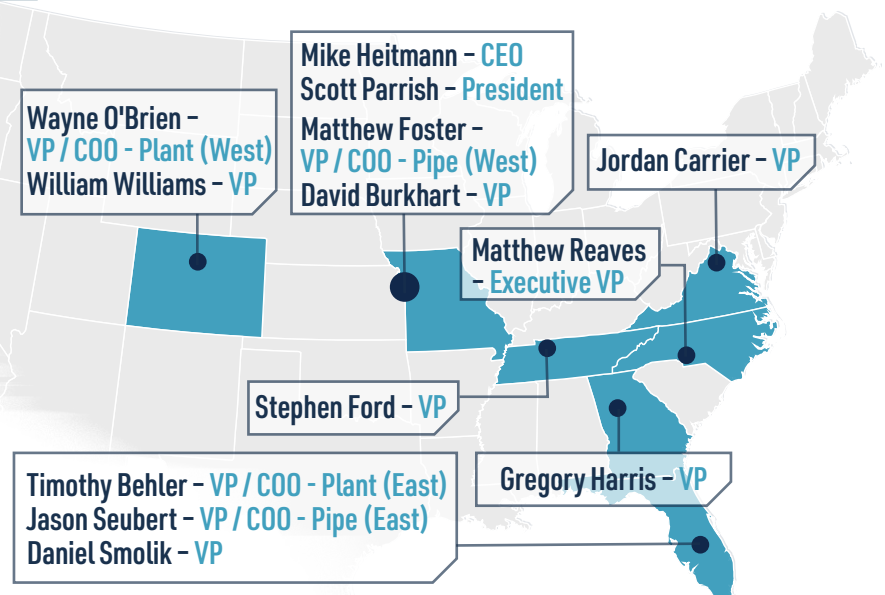 Mike Heitmann – CEO
Scott Parrish – President
Matthew Foster –
VP / COO - Pipe (West)
David Burkhart – VP
Wayne O'Brien –
VP / COO - Plant (West)
William Williams – VP
Jordan Carrier – VP
Matthew Reaves
– Executive VP
Stephen Ford – VP
Gregory Harris – VP
Timothy Behler – VP / COO - Plant (East)
Jason Seubert – VP / COO - Pipe (East)
Daniel Smolik – VP